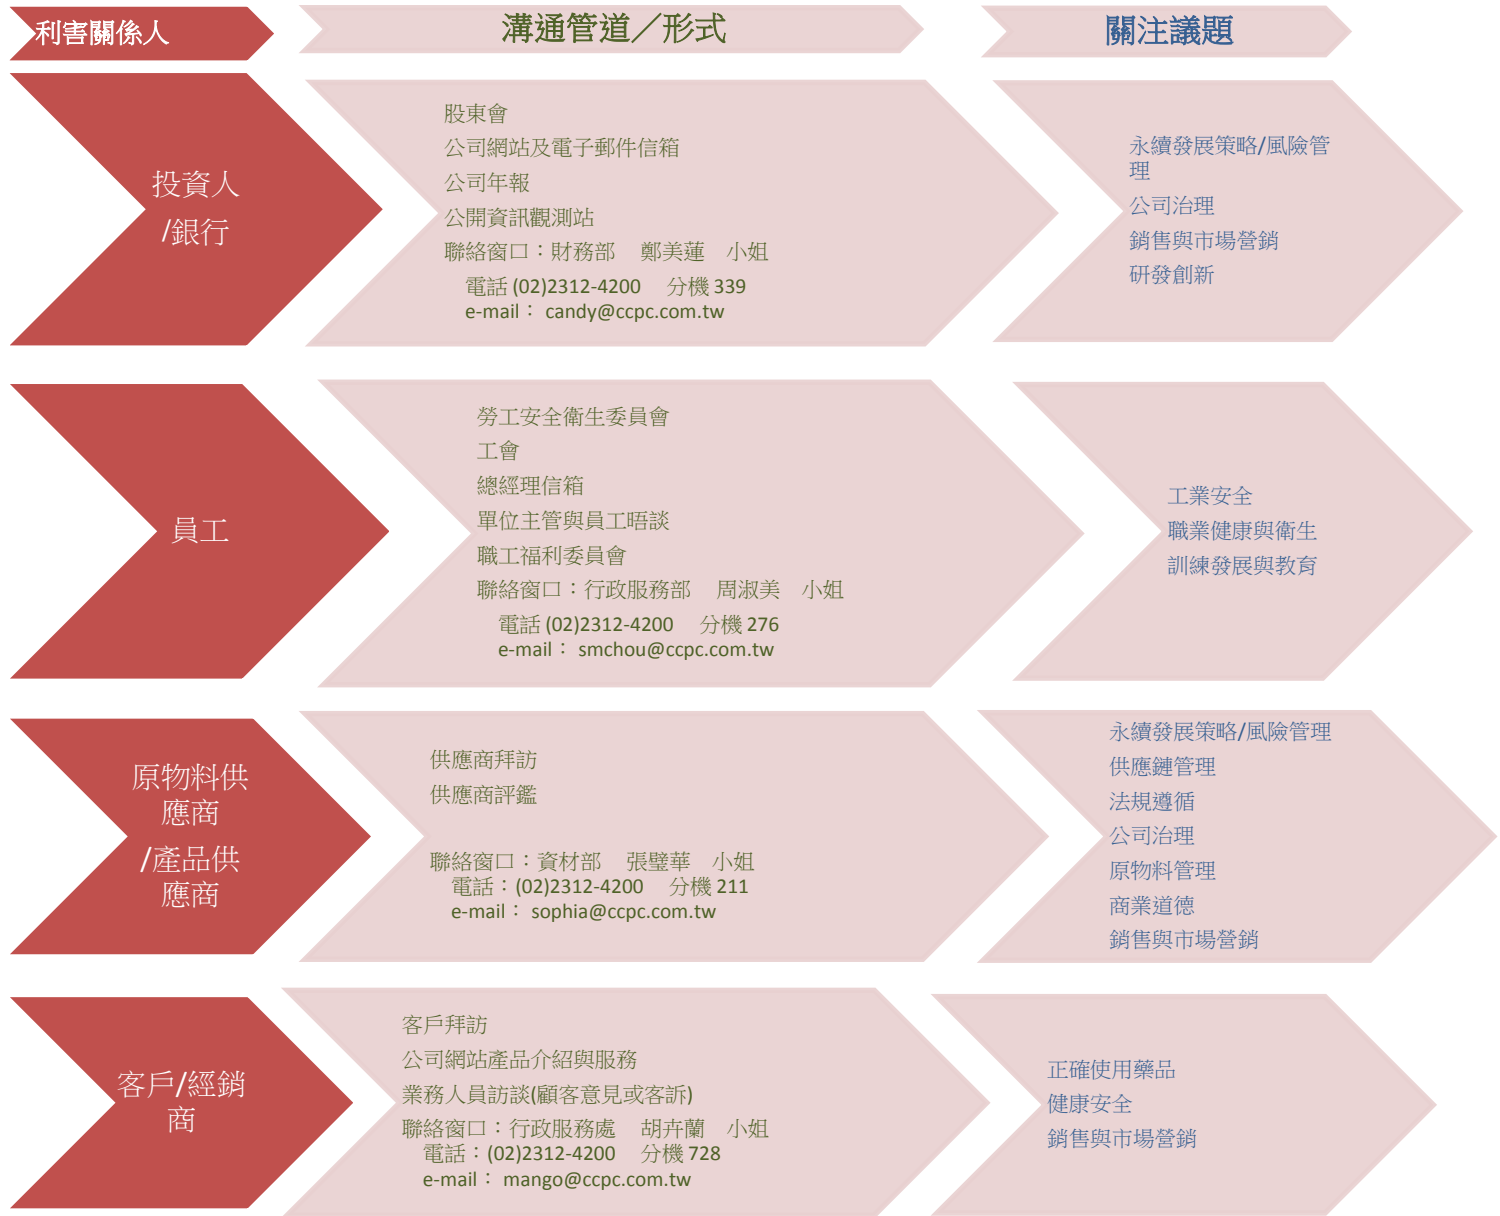 利害關係人
溝通管道／形式
關注議題
投資人
/銀行
股東會
公司網站及電子郵件信箱
公司年報
公開資訊觀測站
聯絡窗口：財務部　鄭美蓮　小姐
電話 (02)2312-4200　分機 339
e-mail： candy@ccpc.com.tw
永續發展策略/風險管
理
公司治理
銷售與市場營銷
研發創新
員工
勞工安全衛生委員會
工會
總經理信箱
單位主管與員工晤談
職工福利委員會
聯絡窗口：行政服務部　周淑美　小姐
電話 (02)2312-4200　分機 276
e-mail： smchou@ccpc.com.tw
工業安全
職業健康與衛生
訓練發展與教育
原物料供
應商
/產品供
應商
供應商拜訪
供應商評鑑
聯絡窗口：資材部　張璧華　小姐
電話：(02)2312-4200　分機 211
e-mail： sophia@ccpc.com.tw
永續發展策略/風險管理
供應鏈管理
法規遵循
公司治理
原物料管理
商業道德
銷售與市場營銷
客戶/經銷
商
客戶拜訪
公司網站產品介紹與服務
業務人員訪談(顧客意見或客訴)
聯絡窗口：行政服務處　胡卉蘭　小姐
電話：(02)2312-4200　分機 728
e-mail： mango@ccpc.com.tw
正確使用藥品
健康安全
銷售與市場營銷